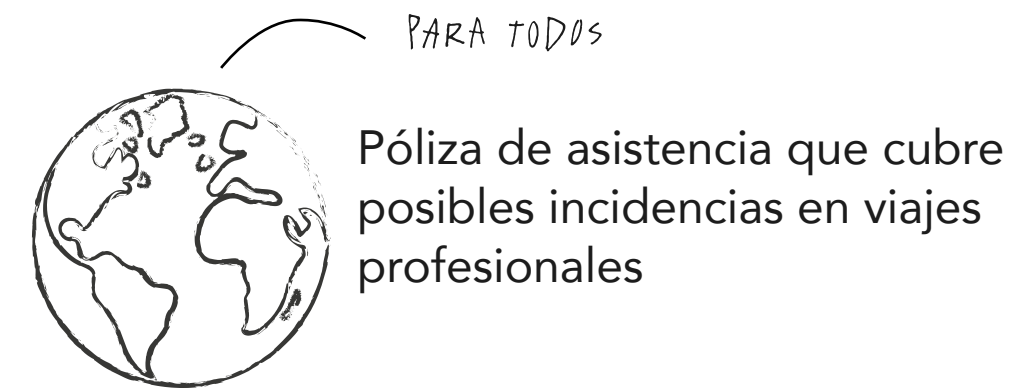 PARA TODOS
Póliza de asistencia que cubre
posibles incidencias en viajes
profesionales